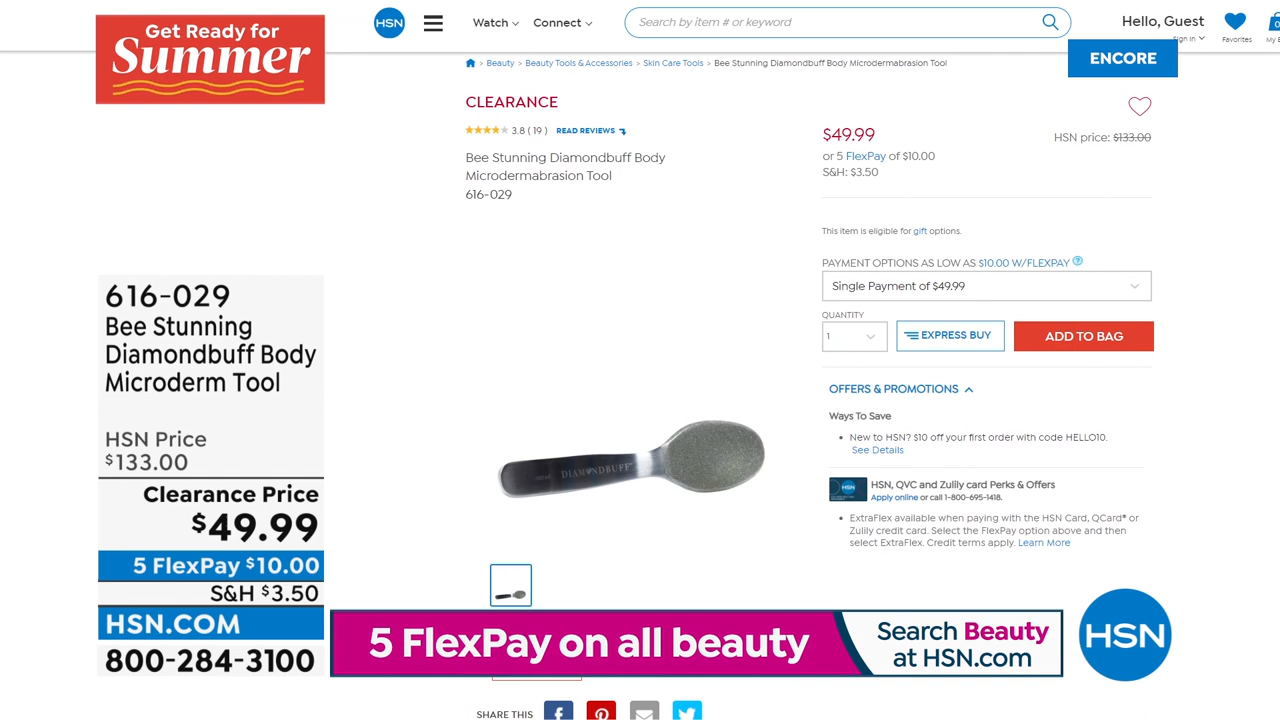 Get Ready for
Summer
HSN
Watch
Connect
Search by item # or keyword
Hello, Guest
Sign In
Favorites
0
ENCORE
> Beauty > Beauty Tools & Accessories > Skin Care Tools > Bee Stunning Diamondbuff Body Microdermabrasion Tool
CLEARANCE
3.8 ( 19 ) READ REVIEWS
Bee Stunning Diamondbuff Body
Microdermabrasion Tool
616-029
$49.99
HSN price: $133.00
or 5 FlexPay of $10.00
S&H: $3.50
This item is eligible for gift options.
PAYMENT OPTIONS AS LOW AS $10.00 W/FLEXPAY ?
Single Payment of $49.99
QUANTITY
1
EXPRESS BUY
ADD TO BAG
OFFERS & PROMOTIONS
Ways To Save
• New to HSN? $10 off your first order with code HELLO10.
See Details
HSN
HSN, QVC and Zulily card Perks & Offers
Apply online or call 1-800-695-1418.
• ExtraFlex available when paying with the HSN Card, QCard® or
Zulily credit card. Select the FlexPay option above and then
select ExtraFlex. Credit terms apply. Learn More
DIAMONDBUFF
616-029
Bee Stunning
Diamondbuff Body
Microderm Tool
HSN Price
$133.00
Clearance Price
$49.99
5 FlexPay $10.00
S&H $3.50
HSN.COM
800-284-3100
5 FlexPay on all beauty
Search Beauty
at HSN.com
HSN
SHARE THIS